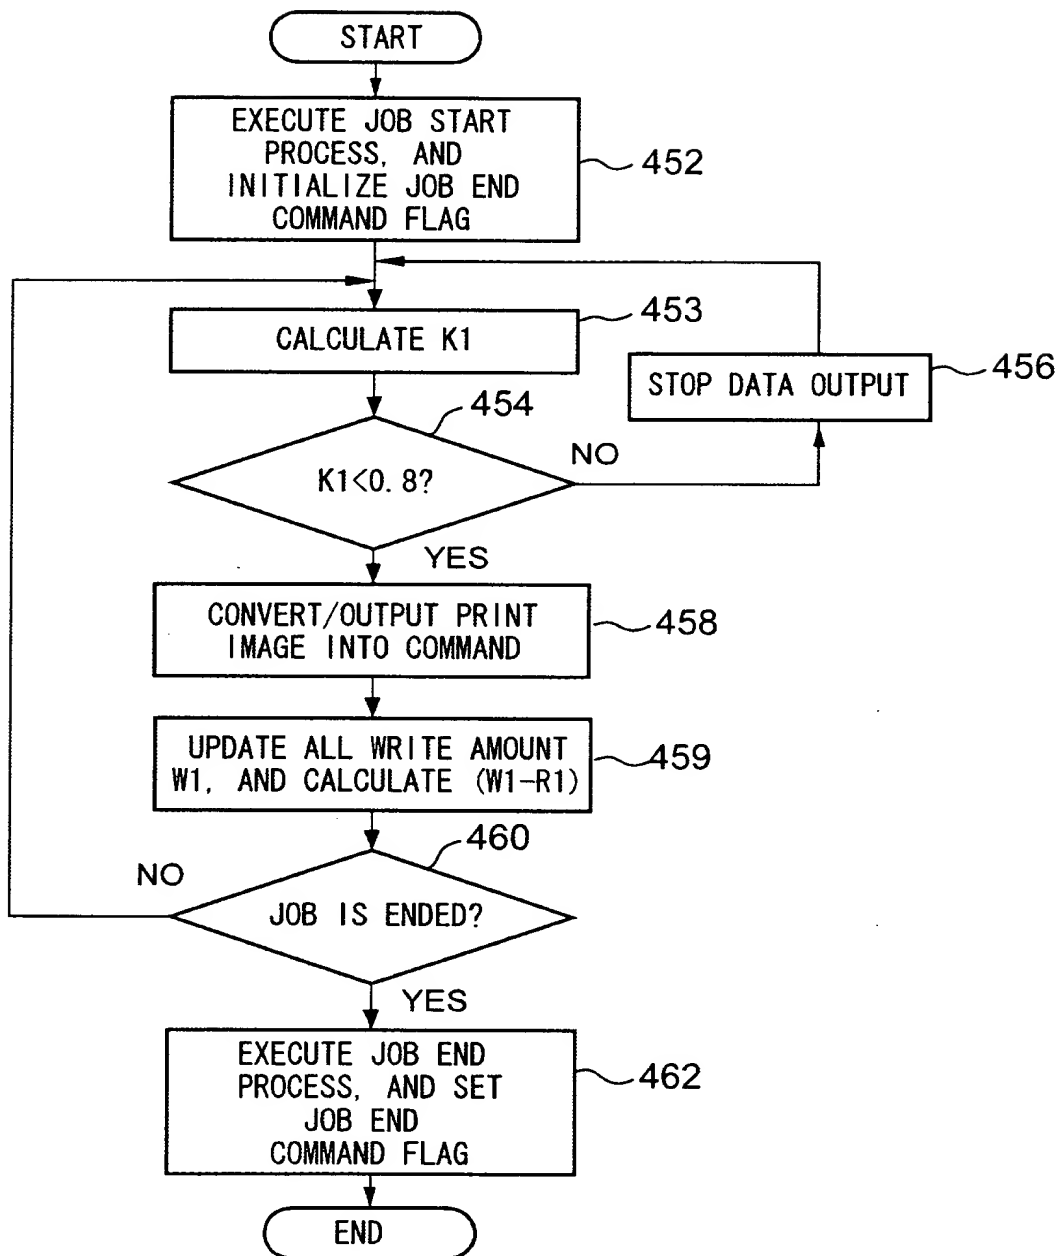 START
EXECUTE JOB START
PROCESS, AND
INITIALIZE JOB END
COMMAND FLAG
452
CALCULATE K1
453
STOP DATA OUTPUT
456
454
K1<0.8?
NO
YES
CONVERT/OUTPUT PRINT
IMAGE INTO COMMAND
458
UPDATE ALL WRITE AMOUNT
W1, AND CALCULATE (W1-R1)
459
460
NO
JOB IS ENDED?
YES
EXECUTE JOB END
PROCESS, AND SET
JOB END
COMMAND FLAG
462
END